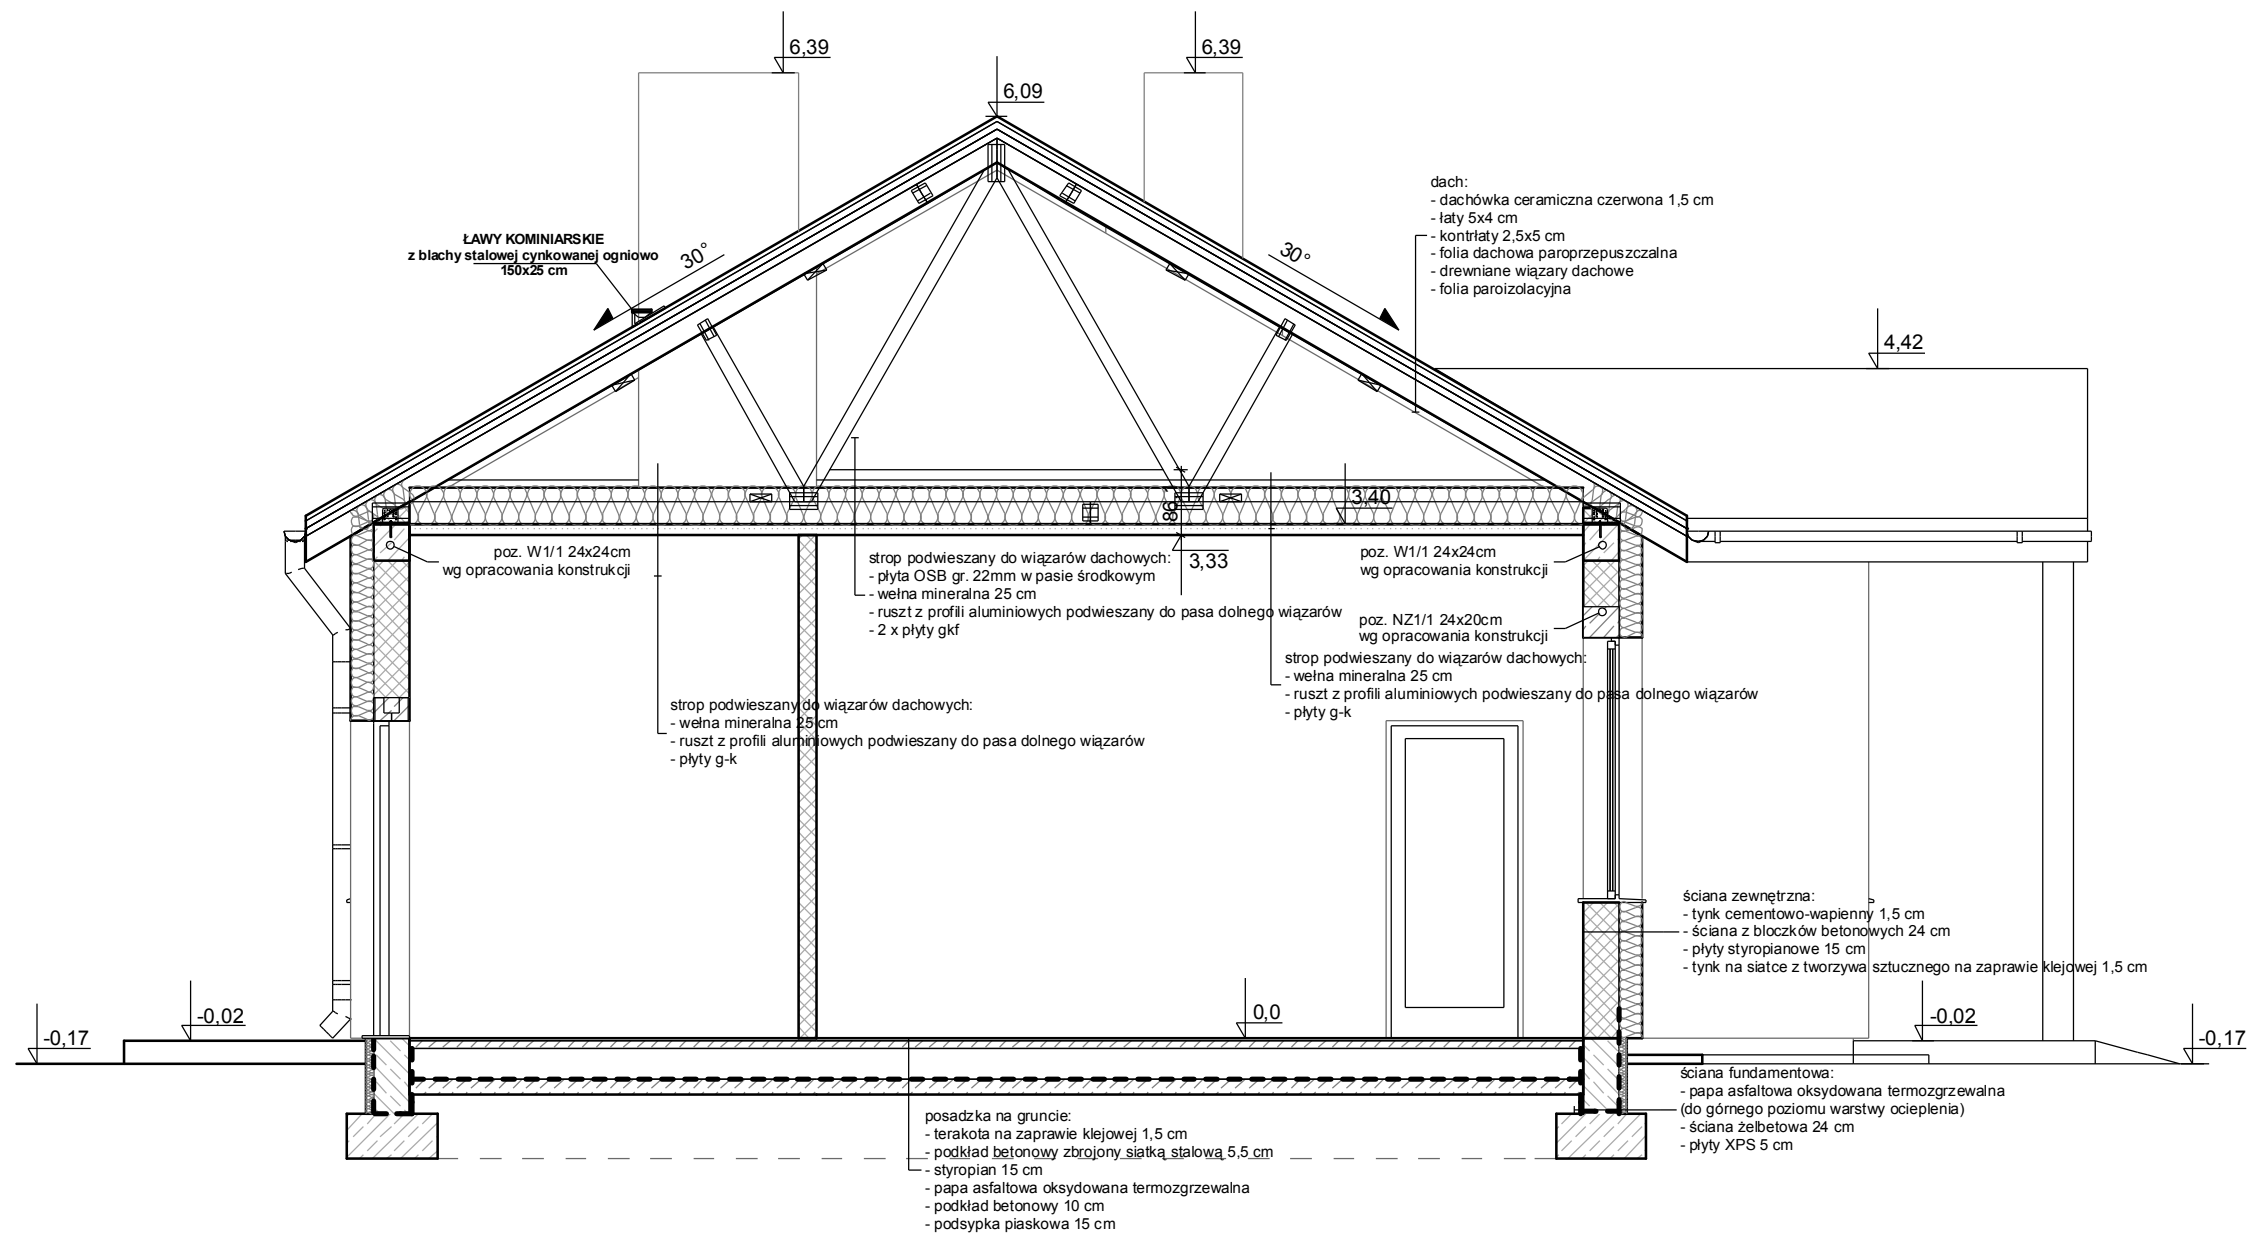 6,39
6,39
6,09
dach:
- dachówka ceramiczna czerwona 1,5 cm
- łaty 5x4 cm
- kontrłaty 2,5x5 cm
- folia dachowa paroprzepuszczalna
- drewniane wiązary dachowe
- folia paroizolacyjna
ŁAWY KOMINIARSKIE
z blachy stalowej cynkowanej ogniowo
150x25 cm
30°
30°
4,42
3,40
3,33
poz. W1/1 24x24cm
wg opracowania konstrukcji
strop podwieszany do wiązarów dachowych:
- płyta OSB gr. 22mm w pasie środkowym
- wełna mineralna 25 cm
- ruszt z profili aluminiowych podwieszany do pasa dolnego wiązarów
- 2 x płyty gkf
poz. W1/1 24x24cm
wg opracowania konstrukcji
poz. NZ1/1 24x20cm
wg opracowania konstrukcji
strop podwieszany do wiązarów dachowych:
- wełna mineralna 25 cm
- ruszt z profili aluminiowych podwieszany do pasa dolnego wiązarów
- płyty g-k
strop podwieszany do wiązarów dachowych:
- wełna mineralna 25 cm
- ruszt z profili aluminiowych podwieszany do pasa dolnego wiązarów
- płyty g-k
ściana zewnętrzna:
- tynk cementowo-wapienny 1,5 cm
- ściana z bloczków betonowych 24 cm
- płyty styropianowe 15 cm
- tynk na siatce z tworzywa sztucznego na zaprawie klejowej 1,5 cm
-0,17
-0,02
0,0
-0,02
-0,17
ściana fundamentowa:
- papa asfaltowa oksydowana termozgrzewalna
(do górnego poziomu warstwy ocieplenia)
- ściana żelbetowa 24 cm
- płyty XPS 5 cm
posadzka na gruncie:
- terakota na zaprawie klejowej 1,5 cm
- podkład betonowy zbrojony siatką stalową 5,5 cm
- styropian 15 cm
- papa asfaltowa oksydowana termozgrzewalna
- podkład betonowy 10 cm
- podsypka piaskowa 15 cm